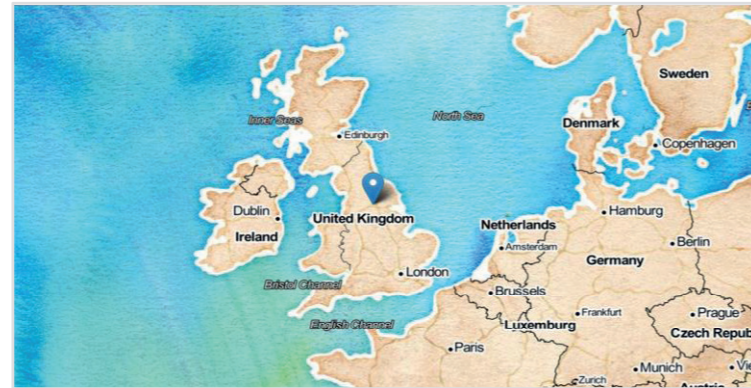 Sweden
Inner Seas
North Sea
Edinburgh
Denmark
Copenhagen
Dublin
United Kingdom
Ireland
Netherlands
Hamburg
Amsterdam
Berlin
London
Germany
Bristol Channel
Brussels
English Channel
Luxemburg
Frankfurt
Prague
Czech Repub
Paris
Munich
Zurich